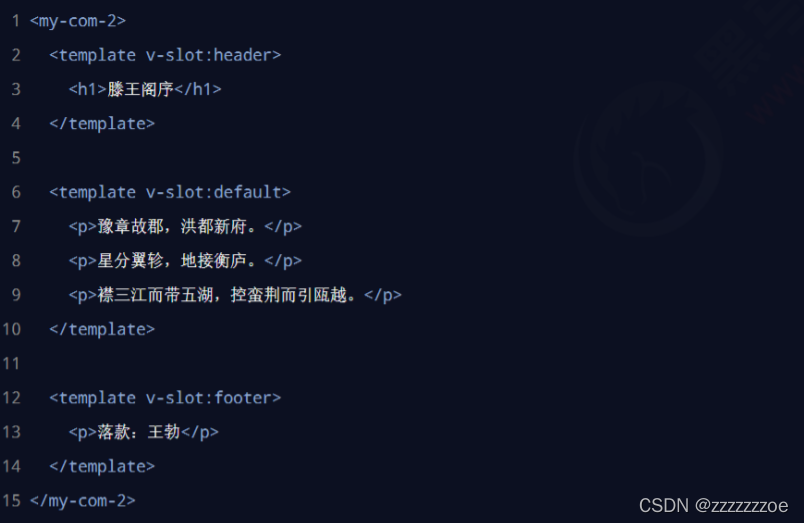 1 <my-com-2>
2   <template v-slot:header>
3     <h1>滕王阁序</h1>
4   </template>
5
6   <template v-slot:default>
7     <p>豫章故郡，洪都新府。</p>
8     <p>星分翼轸，地接衡庐。</p>
9     <p>襟三江而带五湖，控蛮荆而引瓯越。</p>
10   </template>
11
12   <template v-slot:footer>
13     <p>落款：王勃</p>
14   </template>
15 </my-com-2>
CSDN @zzzzzzzoe